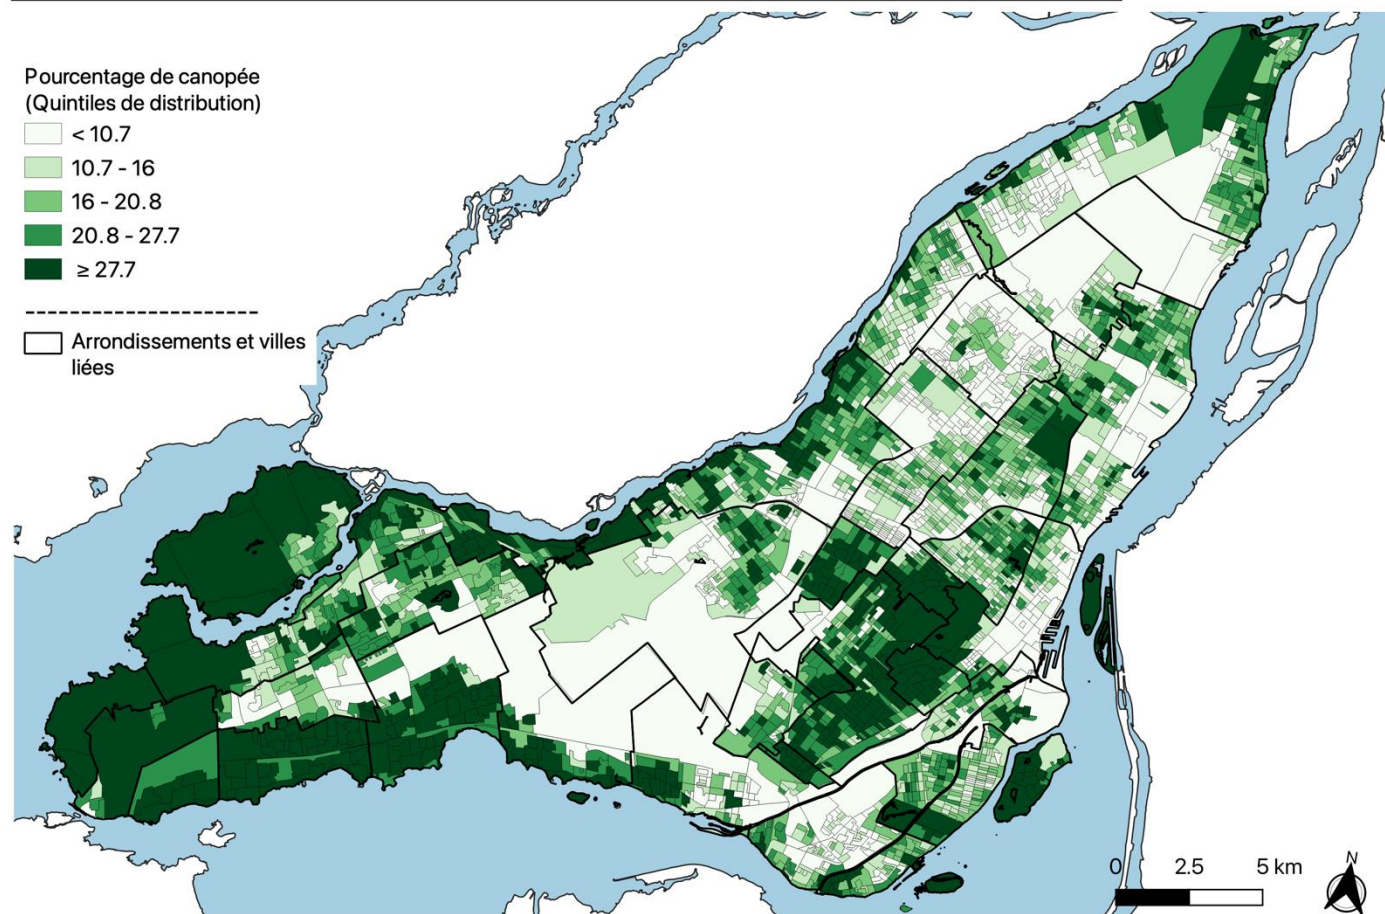 Pourcentage de canopée
(Quintiles de distribution)
< 10.7
10.7 - 16
16 - 20.8
20.8 - 27.7
≥ 27.7
Arrondissements et villes
liées
0 2.5 5 km
N